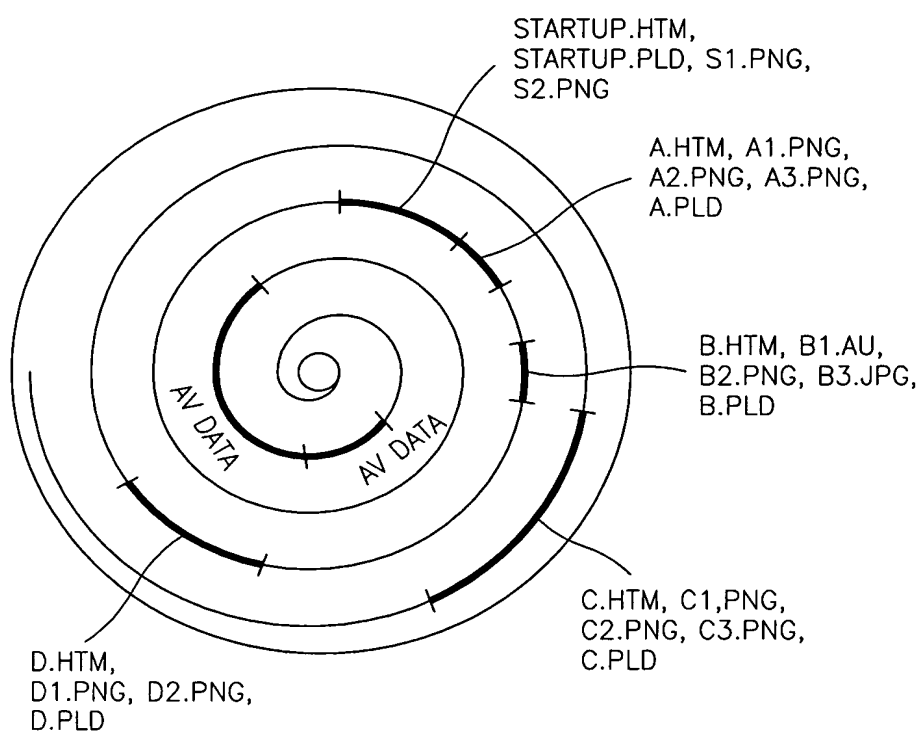 STARTUP.HTM,
STARTUP.PLD, S1.PNG,
S2.PNG
A.HTM, A1.PNG,
A2.PNG, A3.PNG,
A.PLD
B.HTM, B1.AU,
B2.PNG, B3.JPG,
B.PLD
AV DATA
AV DATA
C.HTM, C1,PNG,
C2.PNG, C3.PNG,
C.PLD
D.HTM,
D1.PNG, D2.PNG,
D.PLD